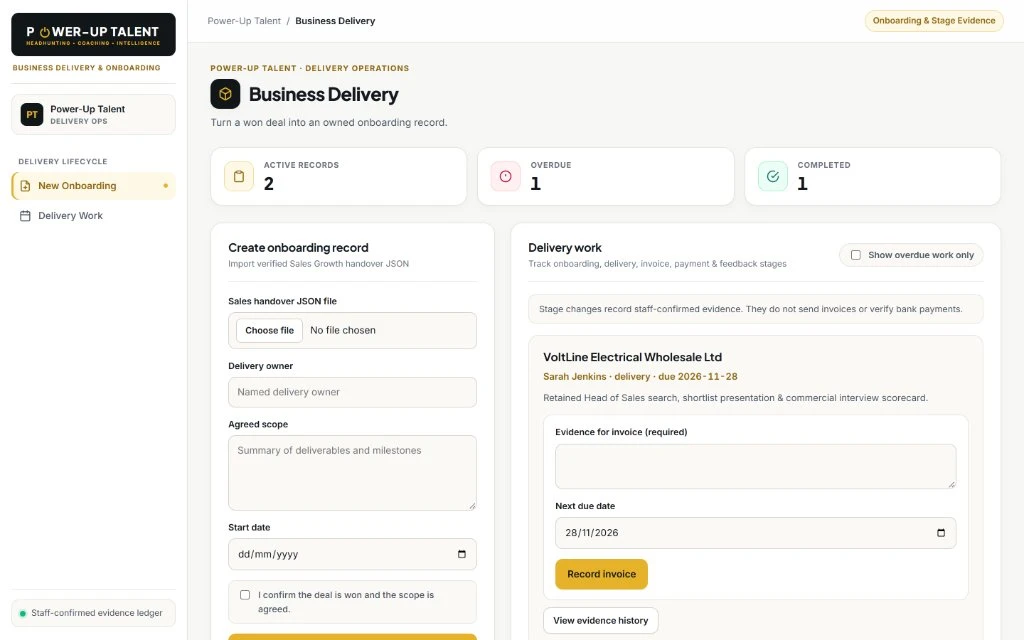 P WER-UP TALENT
HEADHUNTING • COACHING • INTELLIGENCE
BUSINESS DELIVERY & ONBOARDING
PT
Power-Up Talent
DELIVERY OPS
DELIVERY LIFECYCLE
New Onboarding
Delivery Work
Staff-confirmed evidence ledger
Power-Up Talent / Business Delivery
Onboarding & Stage Evidence
POWER-UP TALENT · DELIVERY OPERATIONS
Business Delivery
Turn a won deal into an owned onboarding record.
ACTIVE RECORDS
2
OVERDUE
1
COMPLETED
1
Create onboarding record
Import verified Sales Growth handover JSON
Sales handover JSON file
Choose file No file chosen
Delivery owner
Named delivery owner
Agreed scope
Summary of deliverables and milestones
Start date
dd/mm/yyyy
I confirm the deal is won and the scope is
agreed.
Delivery work
Track onboarding, delivery, invoice, payment & feedback stages
Show overdue work only
Stage changes record staff-confirmed evidence. They do not send invoices or verify bank payments.
VoltLine Electrical Wholesale Ltd
Sarah Jenkins · delivery · due 2026-11-28
Retained Head of Sales search, shortlist presentation & commercial interview scorecard.
Evidence for invoice (required)
Next due date
28/11/2026
Record invoice
View evidence history